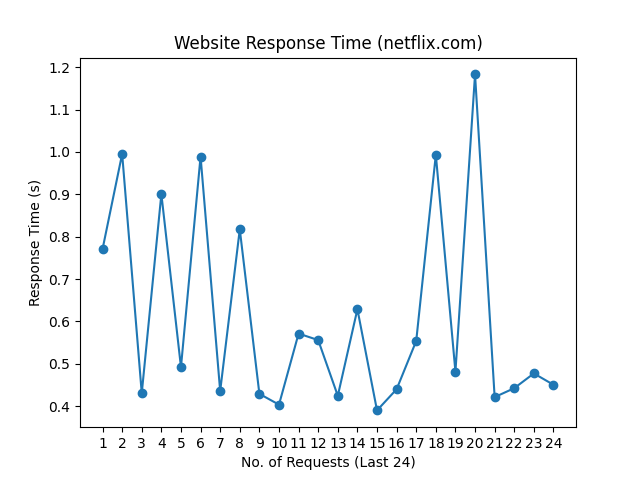 Website Response Time (netflix.com)
Response Time (s)
1.2
1.1
1.0
0.9
0.8
0.7
0.6
0.5
0.4
1 2 3 4 5 6 7 8 9 10 11 12 13 14 15 16 17 18 19 20 21 22 23 24
No. of Requests (Last 24)